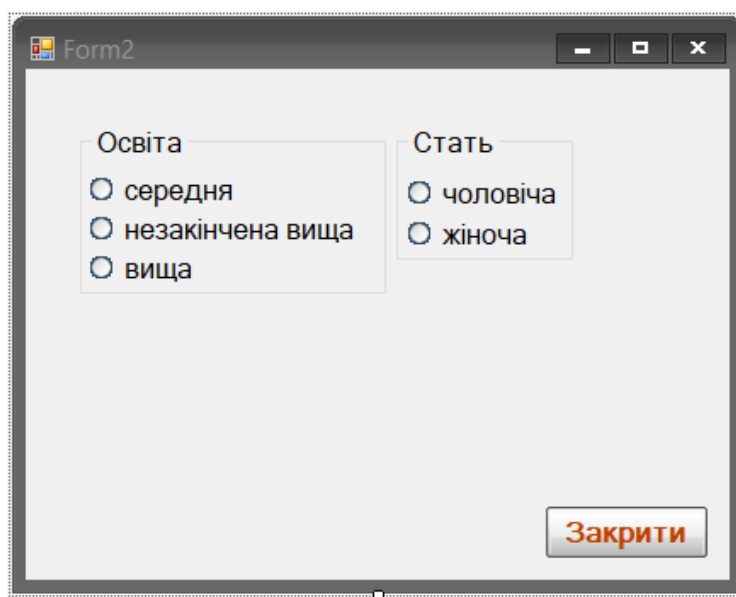 Form2
Освіта
середня
незакінчена вища
вища
Стать
чоловіча
жіноча
Закрити